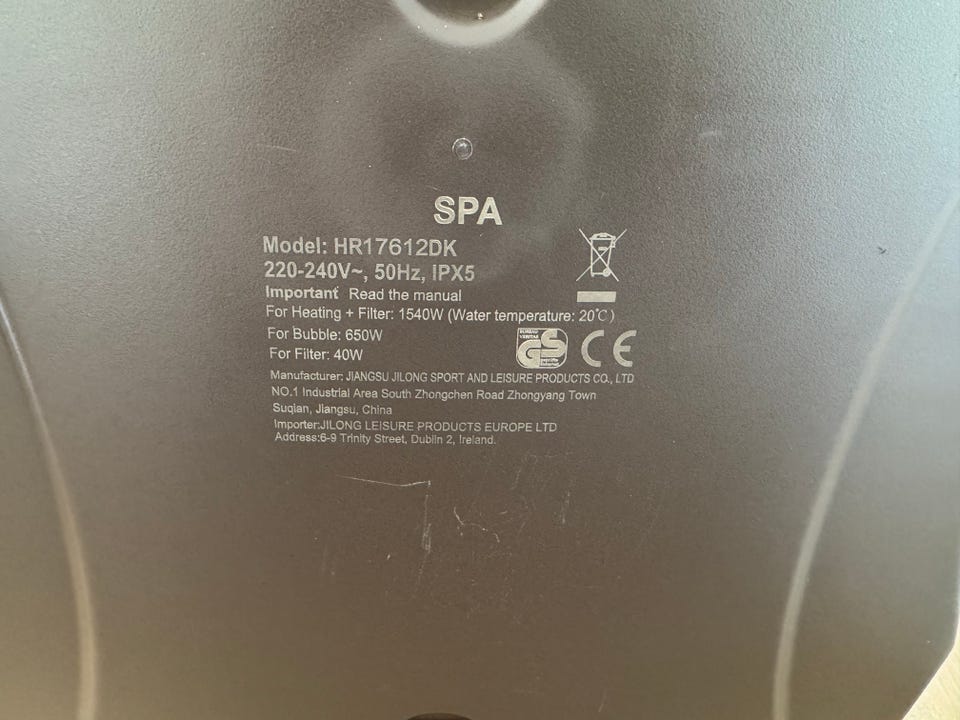 SPA
Model: HR17612DK
220-240V~, 50Hz, IPX5
Important Read the manual
For Heating + Filter: 1540W (Water temperature: 20℃)
For Bubble: 650W
For Filter: 40W
BUREAU VERITAS
GS
CE
Manufacturer: JIANGSU JILONG SPORT AND LEISURE PRODUCTS CO., LTD
NO.1 Industrial Area South Zhongchen Road Zhongyang Town
Suqian, Jiangsu, China
Importer:JILONG LEISURE PRODUCTS EUROPE LTD
Address:6-9 Trinity Street, Dublin 2, Ireland.